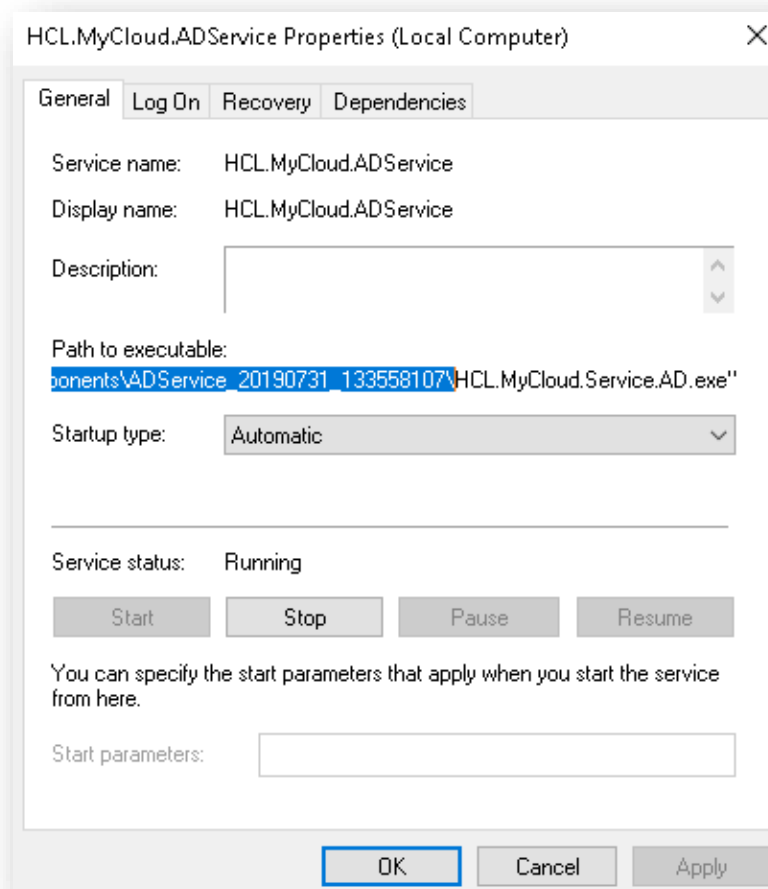 HCL.MyCloud.ADService Properties (Local Computer)
General Log On Recovery Dependencies
Service name: HCL.MyCloud.ADService
Display name: HCL.MyCloud.ADService
Description:
Path to executable:
ponents\ADService_20190731_133558107\HCL.MyCloud.Service.AD.exe"
Startup type: Automatic
Service status: Running
Start Stop Pause Resume
You can specify the start parameters that apply when you start the service
from here.
Start parameters:
OK Cancel Apply